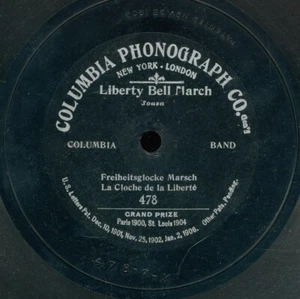 COLUMBIA PHONOGRAPH CO. Gen'l
NEW YORK - LONDON
Liberty Bell March
Sousa
COLUMBIA BAND
Freiheitsglocke Marsch
La Cloche de la Liberté
478
GRAND PRIZE
Paris 1900, St. Louis 1904
U.S. Letters Pat. Dec. 10, 1901, Nov. 25, 1902, Jan. 2, 1906. Other Pats. Pending.